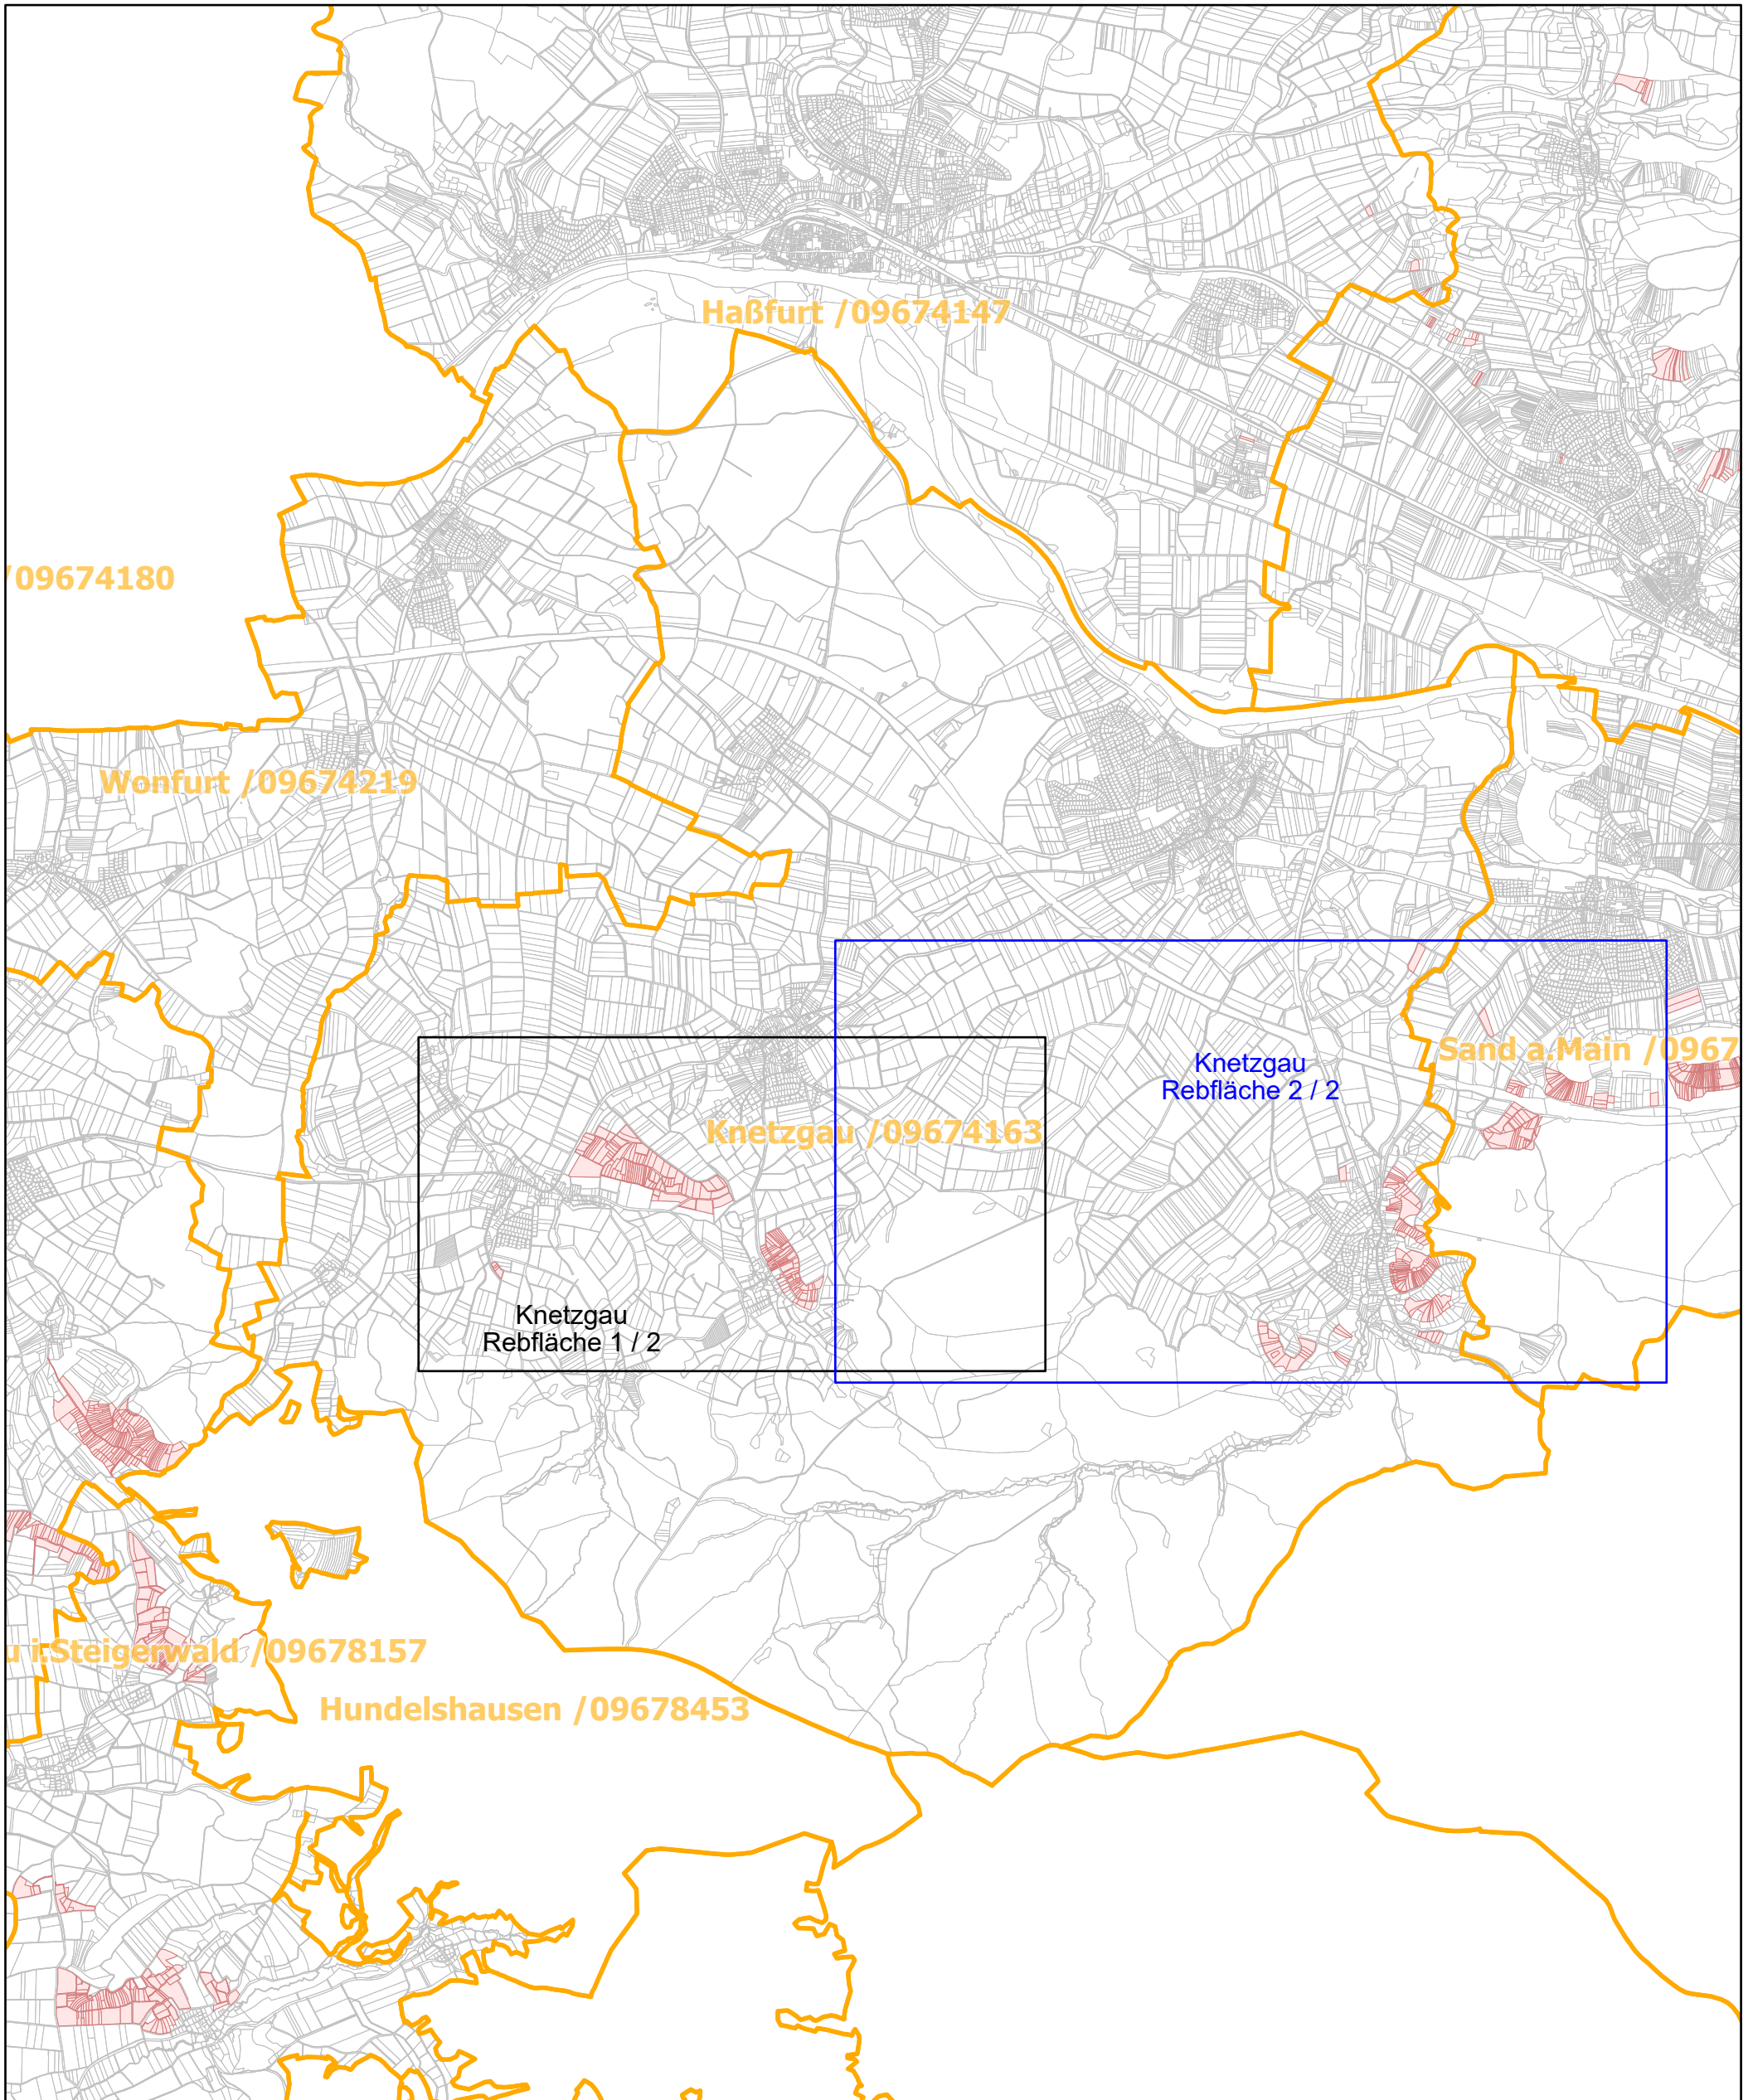 Haßfurt /09674147
/09674180
Wonfurt /09674219
Sand a.Main /0967
Knetzgau
Rebfläche 2 / 2
Knetzgau /09674163
Knetzgau
Rebfläche 1 / 2
u i.Steigerwald /09678157
Hundelshausen /09678453